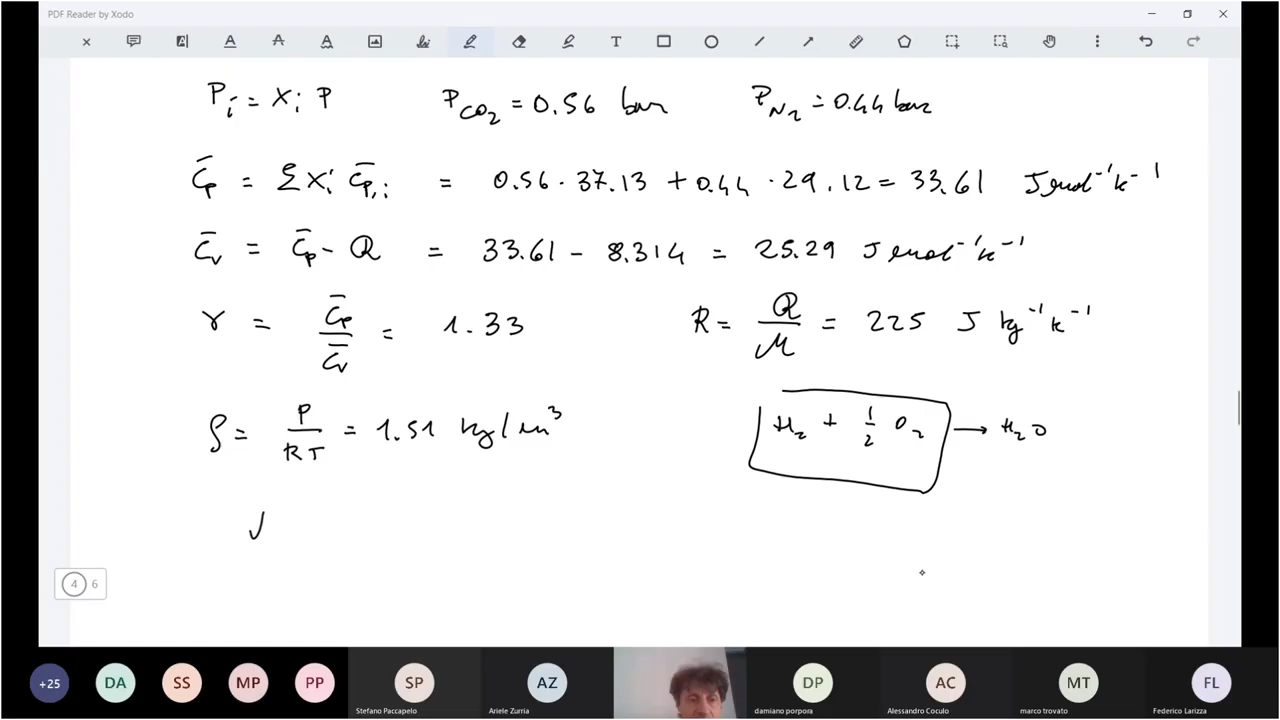 PDF Reader by Xodo
Pi = Xi P    P_CO2 = 0.56 bar    P_N2 = 0.44 bar
C̄p = Σ Xi C̄p,i = 0.56 · 37.13 + 0.44 · 29.12 = 33.61 J mol⁻¹ k⁻¹
C̄v = C̄p - R = 33.61 - 8.314 = 25.29 J mol⁻¹ k⁻¹
γ = C̄p / C̄v = 1.33    R = R / M = 225 J kg⁻¹ k⁻¹
ρ = P / RT = 1.51 kg/m³    H2 + 1/2 O2 → H2O
4 6
+25 DA SS MP PP SP AZ DP AC MT FL
Stefano Paccapelo Ariele Zurria damiano porpora Alessandro Coculo marco trovato Federico Larizza